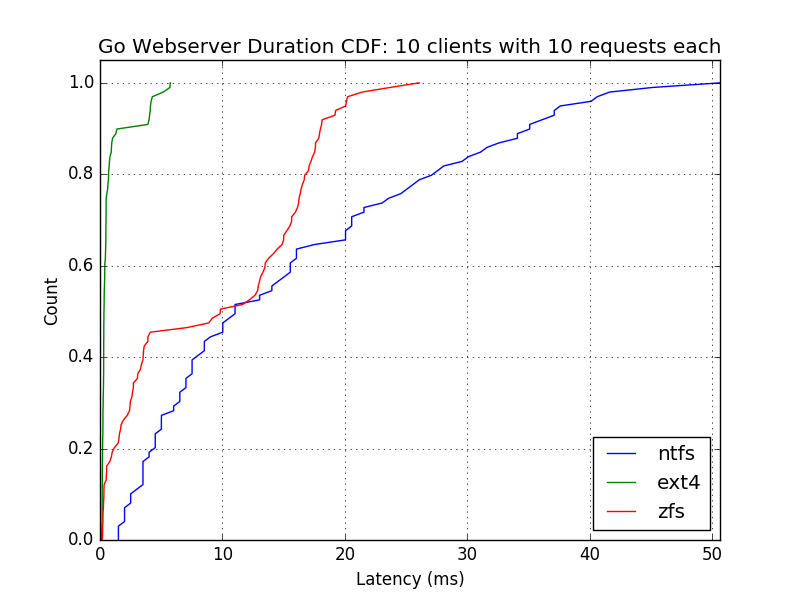 Go Webserver Duration CDF: 10 clients with 10 requests each
1.0
0.8
0.6
0.4
0.2
0.0
Count
0 10 20 30 40 50
Latency (ms)
ntfs
ext4
zfs